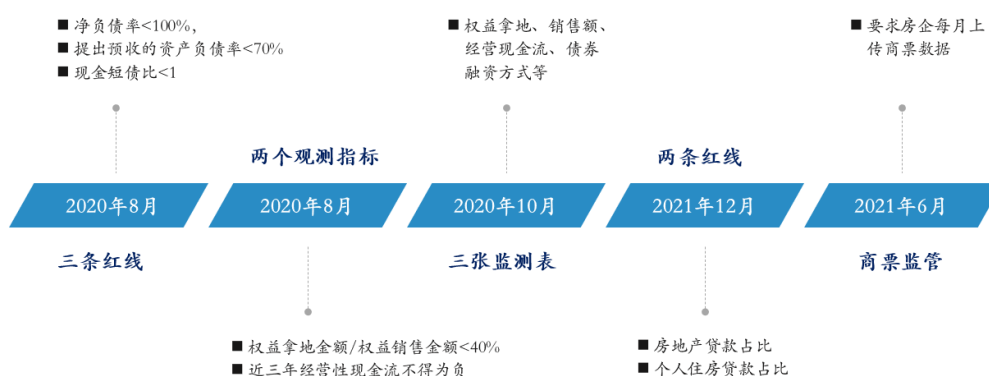 ■ 净负债率<100%，
■ 提出预收的资产负债率<70%
■ 现金短债比<1
■ 权益拿地、销售额、
经营现金流、债券
融资方式等
■ 要求房企每月上
传商票数据
两个观测指标
两条红线
2020年8月
2020年8月
2020年10月
2021年12月
2021年6月
三条红线
三张监测表
商票监管
■ 权益拿地金额/权益销售金额<40%
■ 近三年经营性现金流不得为负
■ 房地产贷款占比
■ 个人住房贷款占比